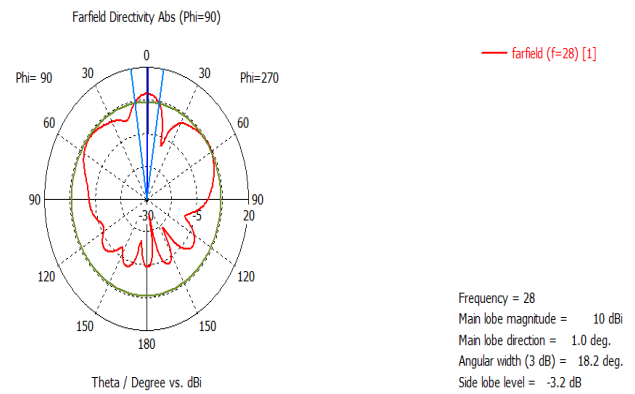 Farfield Directivity Abs (Phi=90)
farfield (f=28) [1]
0
Phi= 90 30 30 Phi=270
60 60
90 -30 -5 90 20
120 120
150 150
180
Frequency = 28
Main lobe magnitude = 10 dBi
Main lobe direction = 1.0 deg.
Angular width (3 dB) = 18.2 deg.
Side lobe level = -3.2 dB
Theta / Degree vs. dBi